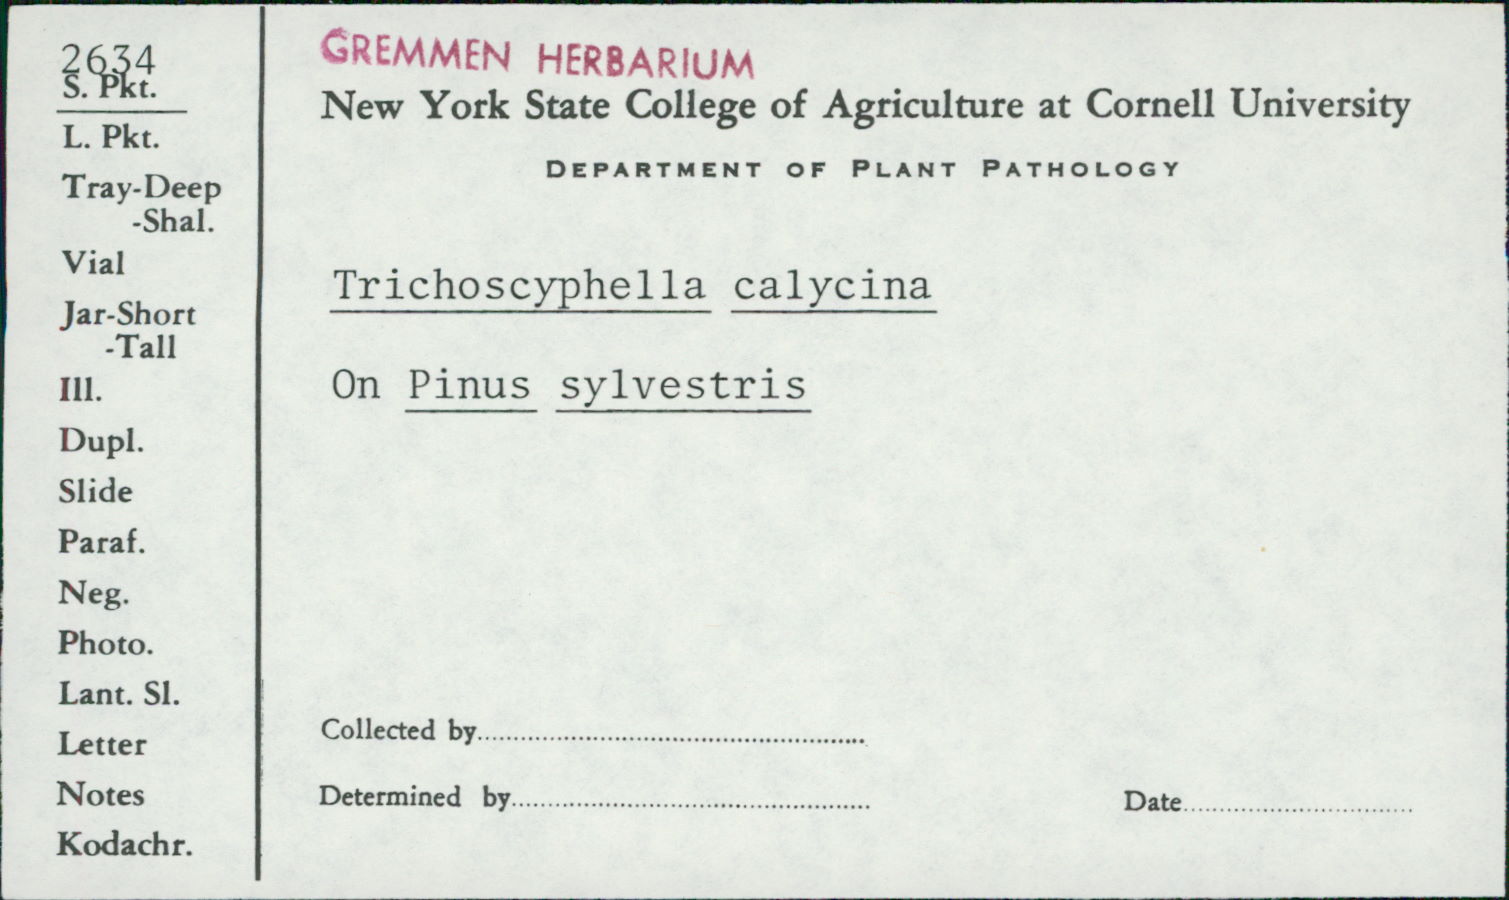 2634
S. Pkt.
L. Pkt.
Tray-Deep
-Shal.
Vial
Jar-Short
-Tall
Ill.
Dupl.
Slide
Paraf.
Neg.
Photo.
Lant. Sl.
Letter
Notes
Kodachr.
GREMMEN HERBARIUM
New York State College of Agriculture at Cornell University
DEPARTMENT OF PLANT PATHOLOGY
Trichoscyphella calycina
On Pinus sylvestris
Collected by
Determined by
Date